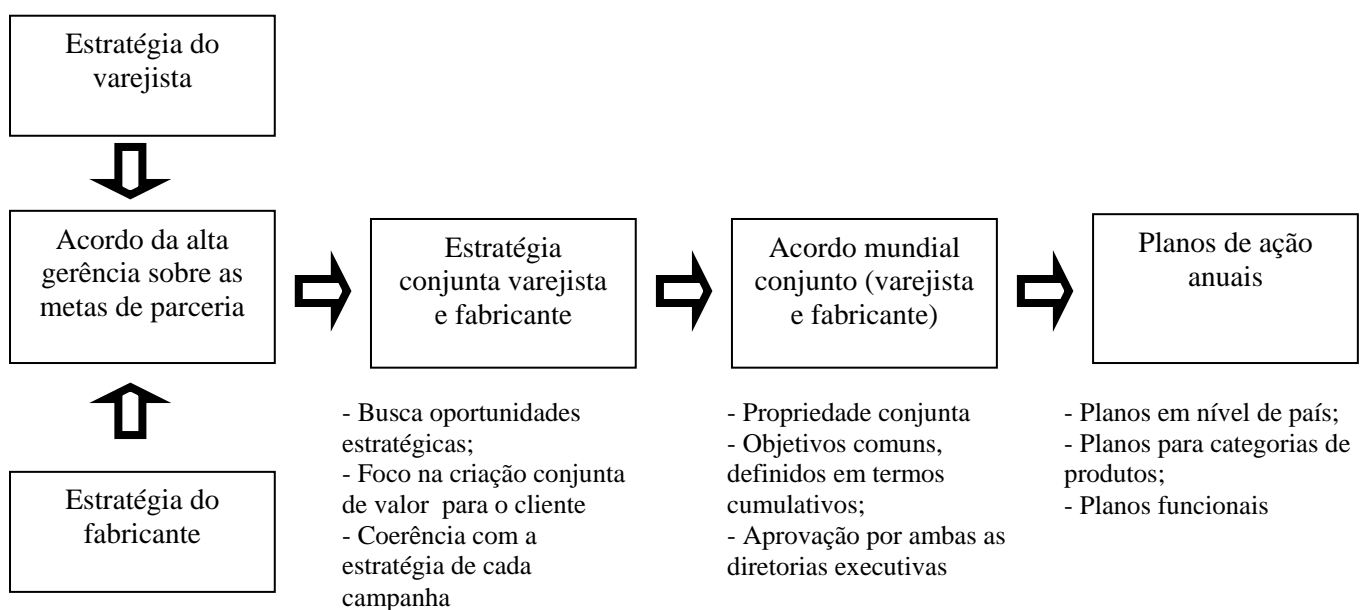 Estratégia do
varejista
Acordo da alta
gerência sobre as
metas de parceria
Estratégia do
fabricante
Estratégia
conjunta varejista
e fabricante
- Busca oportunidades
estratégicas;
- Foco na criação conjunta
de valor para o cliente
- Coerência com a
estratégia de cada
campanha
Acordo mundial
conjunto (varejista
e fabricante)
- Propriedade conjunta
- Objetivos comuns,
definidos em termos
cumulativos;
- Aprovação por ambas as
diretorias executivas
Planos de ação
anuais
- Planos em nível de país;
- Planos para categorias de
produtos;
- Planos funcionais